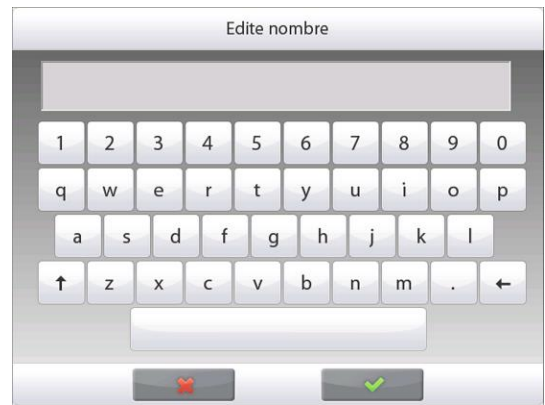 Edite nombre
1 2 3 4 5 6 7 8 9 0
q w e r t y u i o p
a s d f g h j k l
↑ z x c v b n m . ←